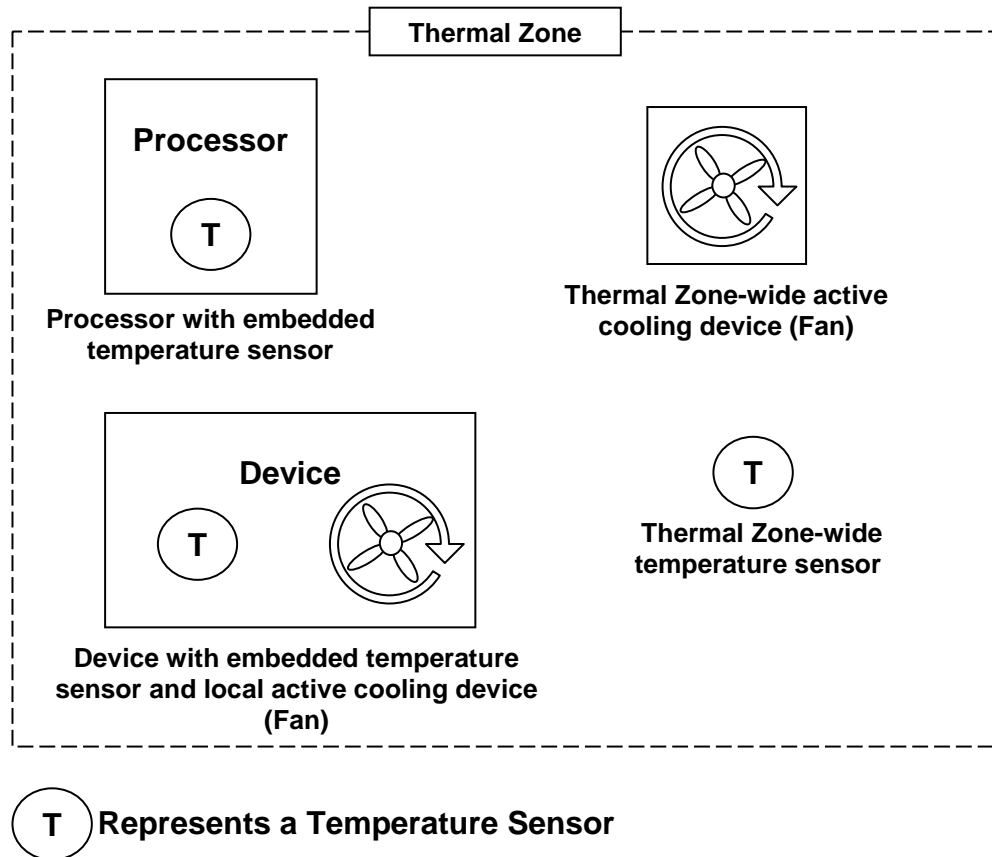 Thermal Zone
Processor
T
Processor with embedded
temperature sensor
Thermal Zone-wide active
cooling device (Fan)
Device
T
Device with embedded temperature
sensor and local active cooling device
(Fan)
T
Thermal Zone-wide
temperature sensor
T Represents a Temperature Sensor